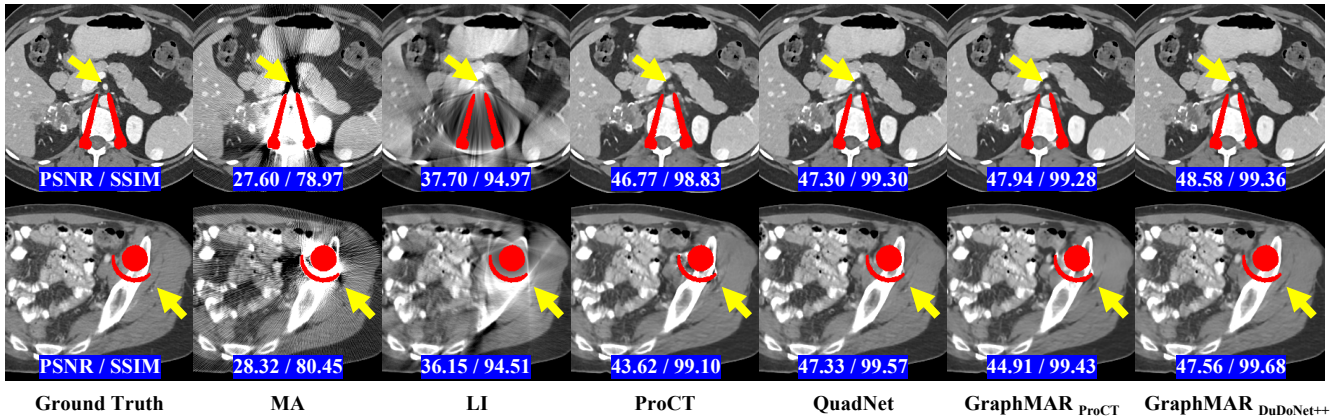 PSNR / SSIM 27.60 / 78.97 37.70 / 94.97 46.77 / 98.83 47.30 / 99.30 47.94 / 99.28 48.58 / 99.36
PSNR / SSIM 28.32 / 80.45 36.15 / 94.51 43.62 / 99.10 47.33 / 99.57 44.91 / 99.43 47.56 / 99.68
Ground Truth MA LI ProCT QuadNet GraphMAR ProCT GraphMAR DuDoNet++